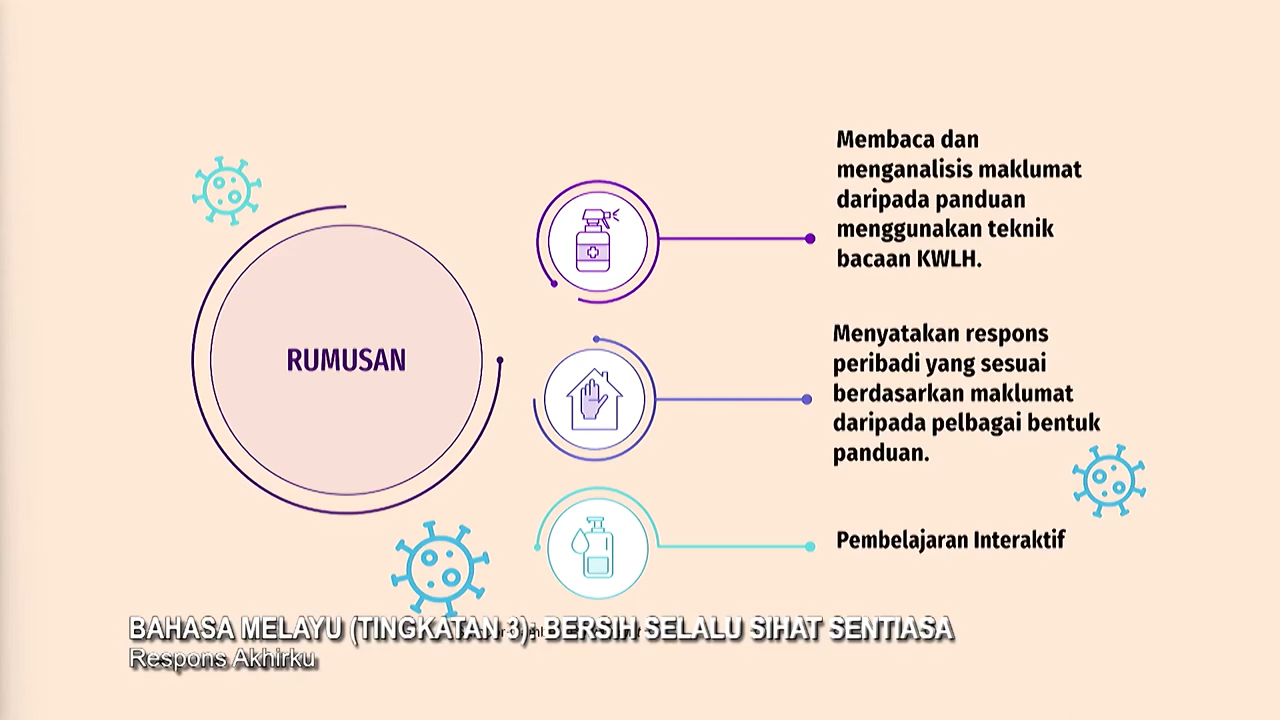 RUMUSAN
Membaca dan
menganalisis maklumat
daripada panduan
menggunakan teknik
bacaan KWLH.
Menyatakan respons
peribadi yang sesuai
berdasarkan maklumat
daripada pelbagai bentuk
panduan.
Pembelajaran Interaktif
BAHASA MELAYU (TINGKATAN 3): BERSIH SELALU SIHAT SENTIASA
Respons Akhirku